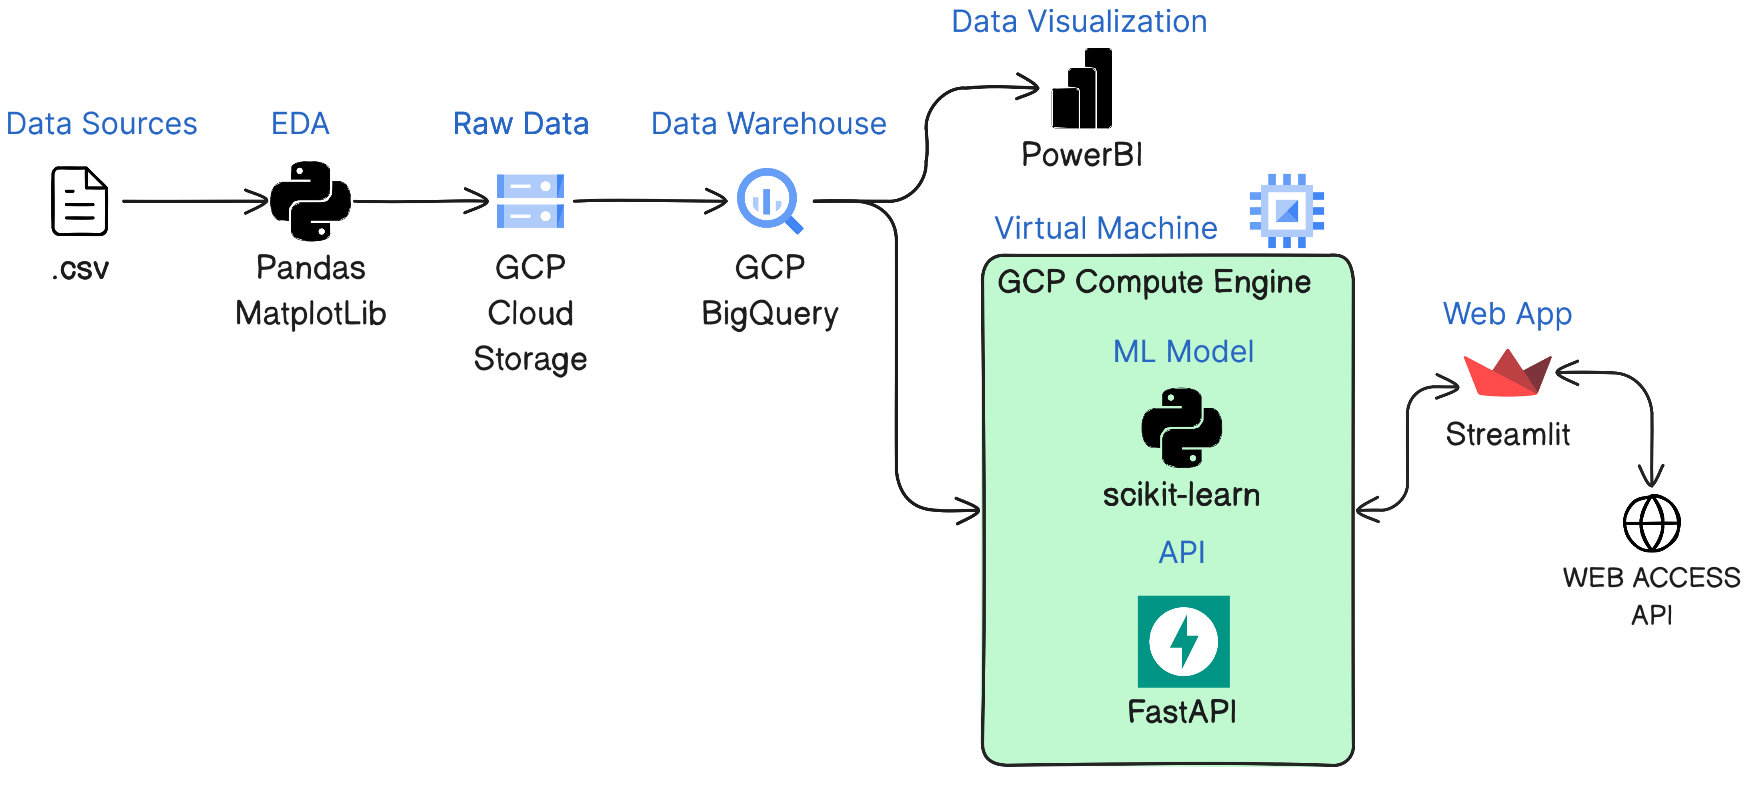 Data Sources
.csv
EDA
Pandas
MatplotLib
Raw Data
GCP
Cloud
Storage
Data Warehouse
GCP
BigQuery
Data Visualization
PowerBI
Virtual Machine
GCP Compute Engine
ML Model
scikit-learn
API
FastAPI
Web App
Streamlit
WEB ACCESS
API